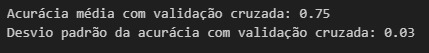 Acurácia média com validação cruzada: 0.75
Desvio padrão da acurácia com validação cruzada: 0.03